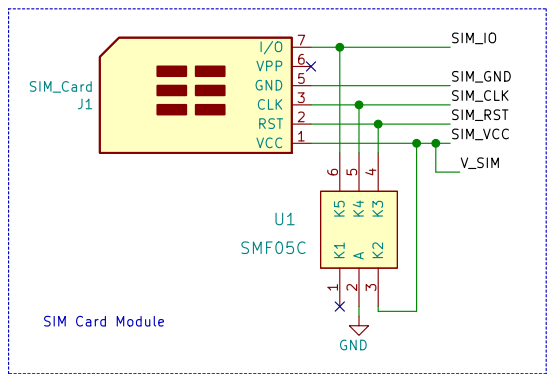 SIM_Card
J1
I/O 7
VPP 6
GND 5
CLK 3
RST 2
VCC 1
SIM_IO
SIM_GND
SIM_CLK
SIM_RST
SIM_VCC
V_SIM
6 5 4
K5 K4 K3
U1
SMF05C
K1 A K2
1 2 3
GND
SIM Card Module